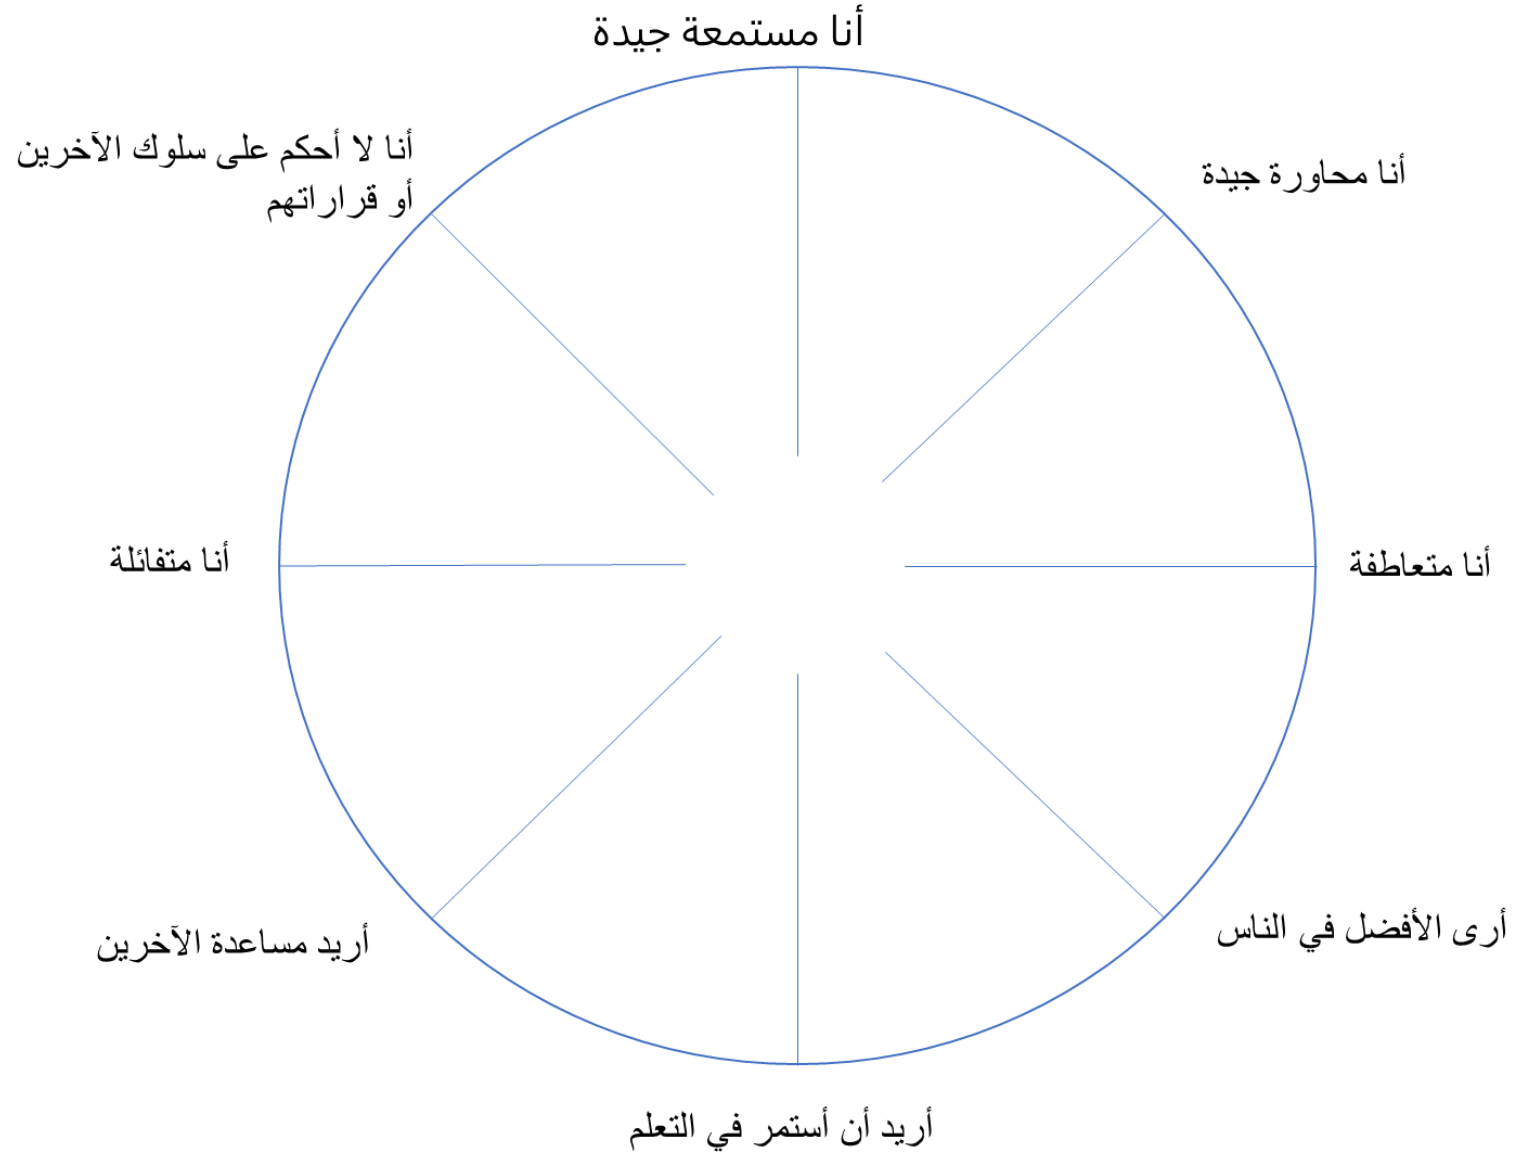 أنا مستمعة جيدة
أنا محاورة جيدة
أنا لا أحكم على سلوك الآخرين
أو قراراتهم
أنا متعاطفة
أنا متفائلة
أرى الأفضل في الناس
أريد مساعدة الآخرين
أريد أن أستمر في التعلم